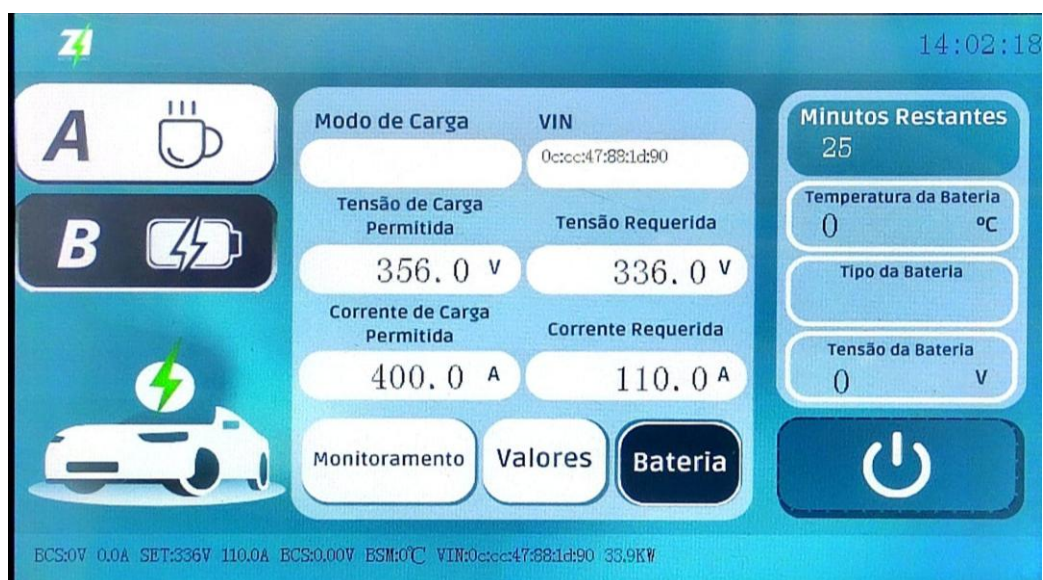 Z1
14:02:18
A
B
Modo de Carga
VIN
0c:cc:47:88:1d:90
Tensão de Carga
Permitida
356.0 V
Tensão Requerida
336.0 V
Corrente de Carga
Permitida
400.0 A
Corrente Requerida
110.0 A
Monitoramento
Valores
Bateria
Minutos Restantes
25
Temperatura da Bateria
0 ºC
Tipo da Bateria
Tensão da Bateria
0 V
BCS:0V 0.0A SET:336V 110.0A BCS:0.00V BSM:0℃ VIN:0c:cc:47:88:1d:90 33.9KW